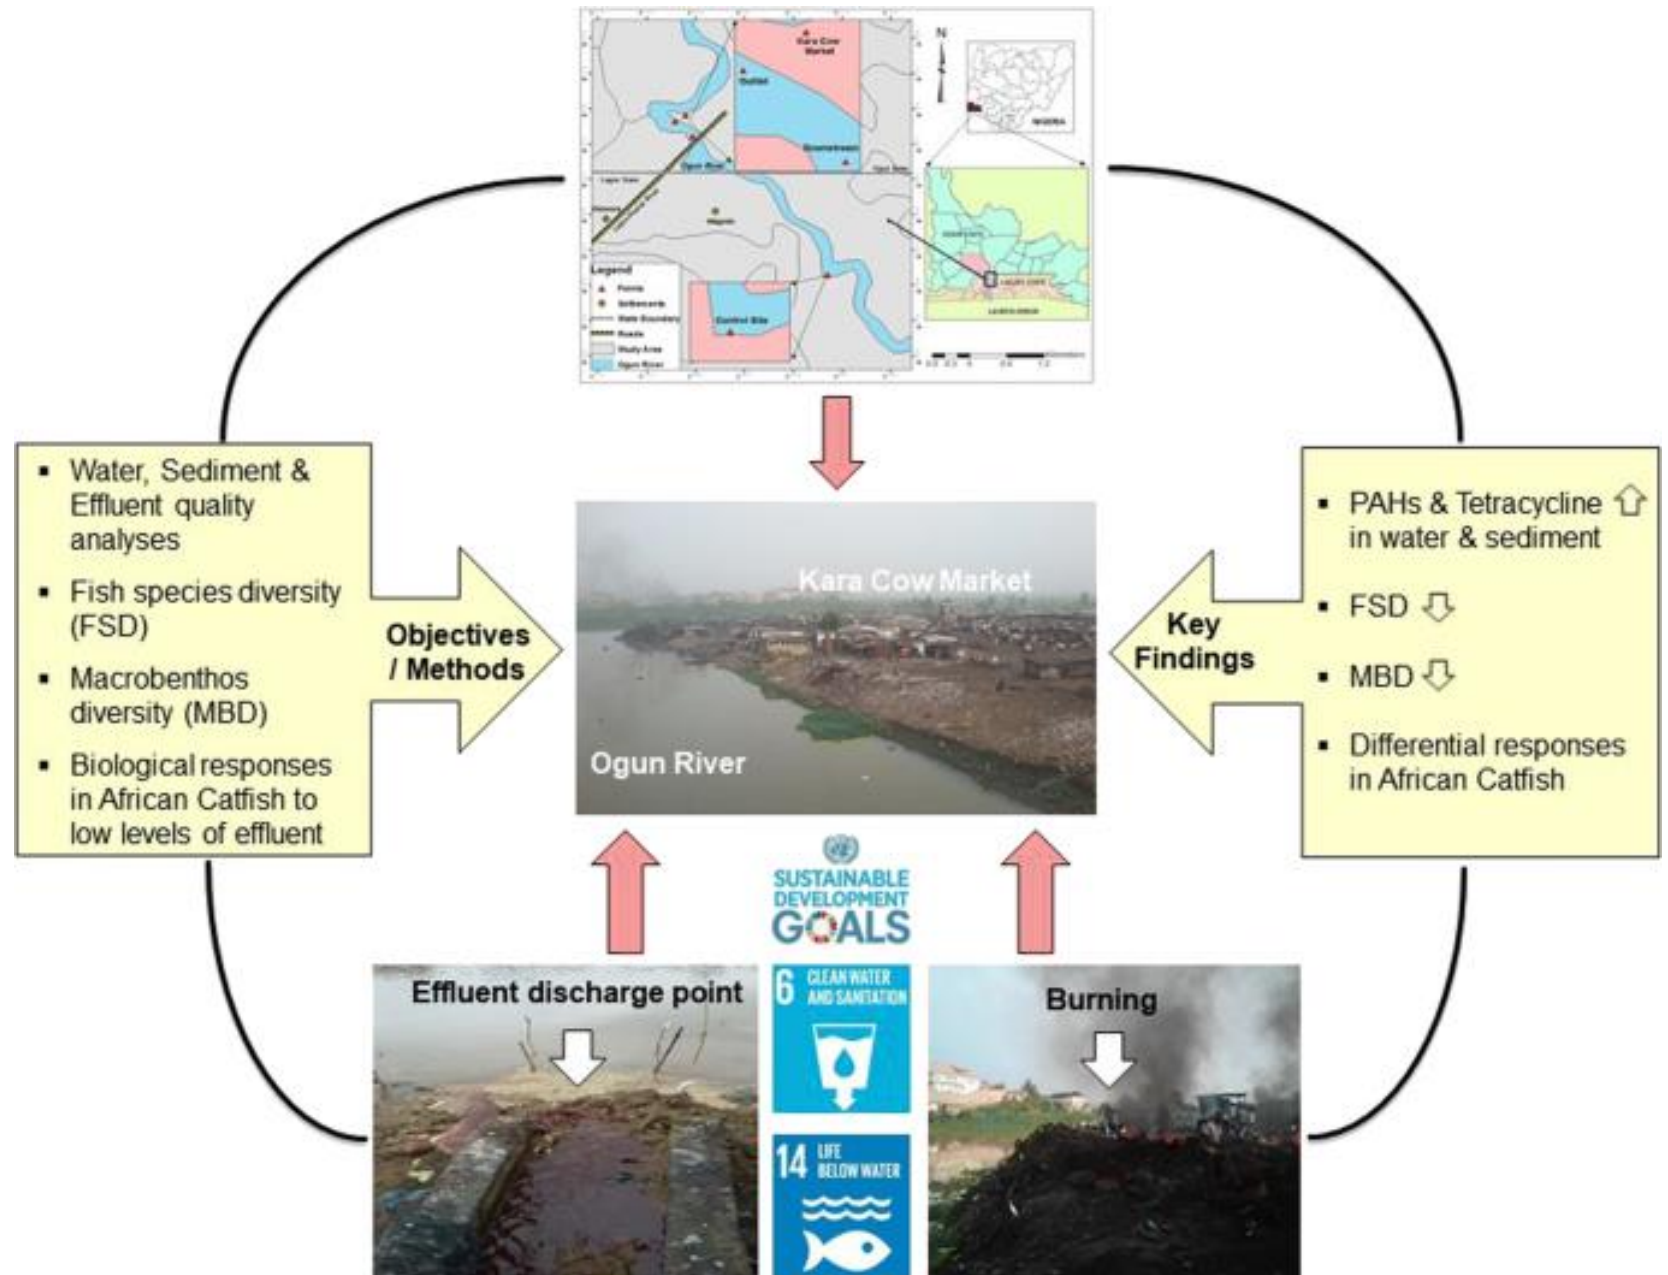 Kara Cow
Market
Outlet
Downstream
Ogun River
Control Site
Legend
Points
Settlements
State Boundary
Roads
Study Area
Ogun River
N
NIGERIA
▪ Water, Sediment &
Effluent quality
analyses
▪ Fish species diversity
(FSD)
▪ Macrobenthos
diversity (MBD)
▪ Biological responses
in African Catfish to
low levels of effluent
Objectives
/ Methods
Kara Cow Market
Ogun River
Key
Findings
▪ PAHs & Tetracycline ⇧
in water & sediment
▪ FSD ⇩
▪ MBD ⇩
▪ Differential responses
in African Catfish
SUSTAINABLE
DEVELOPMENT
GOALS
Effluent discharge point
6 CLEAN WATER
AND SANITATION
14 LIFE
BELOW WATER
Burning